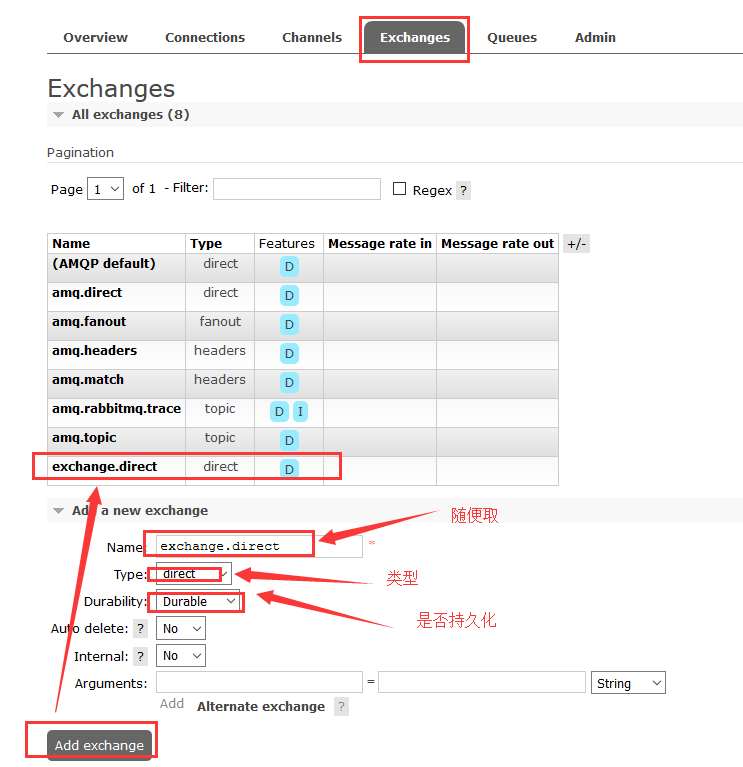 Overview Connections Channels Exchanges Queues Admin
Exchanges
All exchanges (8)
Pagination
Page 1 of 1 - Filter: Regex ?
Name Type Features Message rate in Message rate out +/-
(AMQP default) direct D
amq.direct direct D
amq.fanout fanout D
amq.headers headers D
amq.match headers D
amq.rabbitmq.trace topic D I
amq.topic topic D
exchange.direct direct D
Add a new exchange
随便取
Name: exchange.direct *
Type: direct
类型
Durability: Durable
是否持久化
Auto delete: ? No
Internal: ? No
Arguments: = String
Add Alternate exchange ?
Add exchange